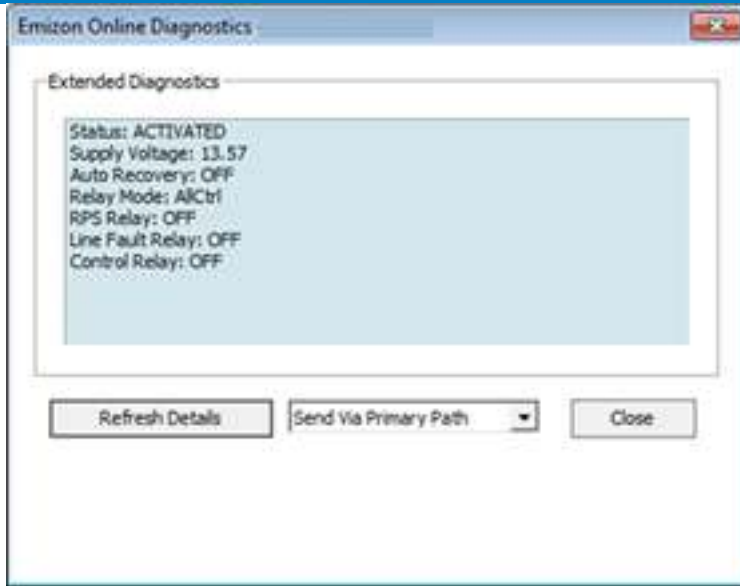 Emizon Online Diagnostics
Extended Diagnostics
Status: ACTIVATED
Supply Voltage: 13.57
Auto Recovery: OFF
Relay Mode: AllCtrl
RPS Relay: OFF
Line Fault Relay: OFF
Control Relay: OFF
Refresh Details
Send Via Primary Path
Close